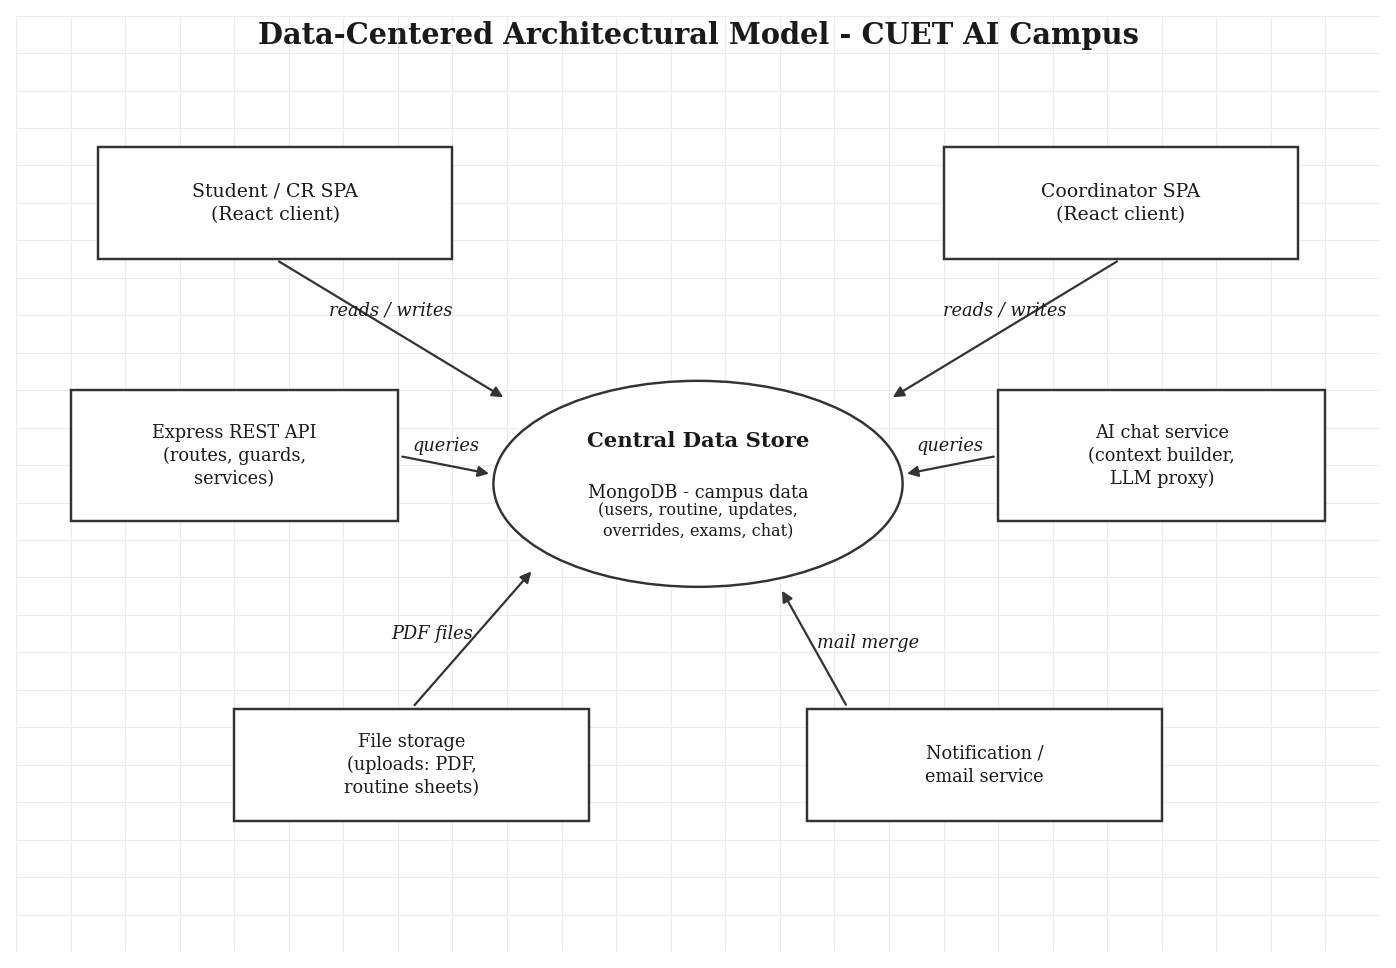 Data-Centered Architectural Model - CUET AI Campus
Student / CR SPA
(React client)
Coordinator SPA
(React client)
reads / writes
reads / writes
Express REST API
(routes, guards,
services)
queries
Central Data Store
MongoDB - campus data
(users, routine, updates,
overrides, exams, chat)
queries
AI chat service
(context builder,
LLM proxy)
PDF files
mail merge
File storage
(uploads: PDF,
routine sheets)
Notification /
email service